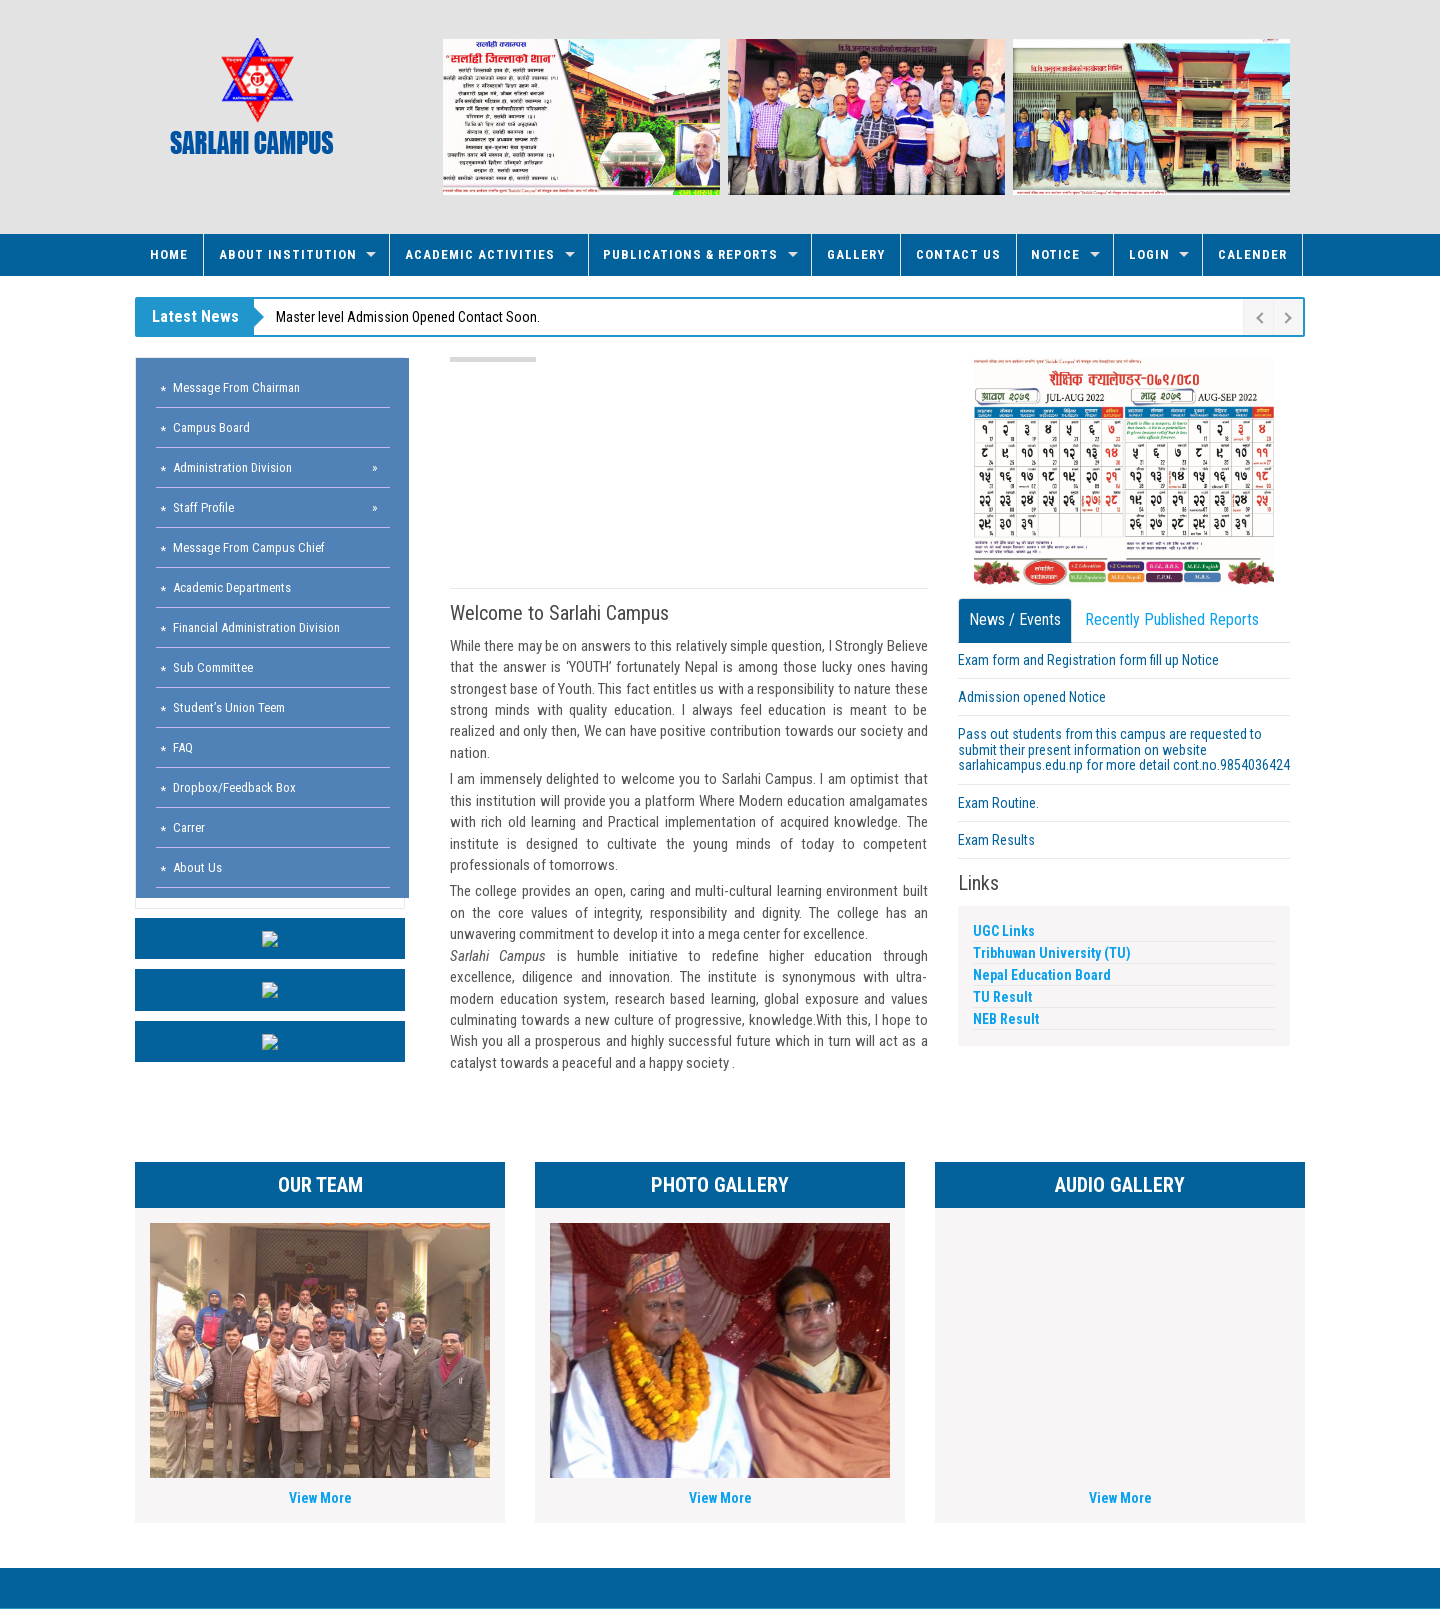 SARLAHI CAMPUS
सर्लाही क्याम्पस
“सर्लाही जिल्लाको शान”
HOME
ABOUT INSTITUTION
ACADEMIC ACTIVITIES
PUBLICATIONS & REPORTS
GALLERY
CONTACT US
NOTICE
LOGIN
CALENDER
Latest News
Master level Admission Opened Contact Soon.
* Message From Chairman
* Campus Board
* Administration Division »
* Staff Profile »
* Message From Campus Chief
* Academic Departments
* Financial Administration Division
* Sub Committee
* Student's Union Teem
* FAQ
* Dropbox/Feedback Box
* Carrer
* About Us
Welcome to Sarlahi Campus
While there may be on answers to this relatively simple question, I Strongly Believe
that the answer is ‘YOUTH’ fortunately Nepal is among those lucky ones having
strongest base of Youth. This fact entitles us with a responsibility to nature these
strong minds with quality education. I always feel education is meant to be
realized and only then, We can have positive contribution towards our society and
nation.
I am immensely delighted to welcome you to Sarlahi Campus. I am optimist that
this institution will provide you a platform Where Modern education amalgamates
with rich old learning and Practical implementation of acquired knowledge. The
institute is designed to cultivate the young minds of today to competent
professionals of tomorrows.
The college provides an open, caring and multi-cultural learning environment built
on the core values of integrity, responsibility and dignity. The college has an
unwavering commitment to develop it into a mega center for excellence.
Sarlahi Campus is humble initiative to redefine higher education through
excellence, diligence and innovation. The institute is synonymous with ultra-
modern education system, research based learning, global exposure and values
culminating towards a new culture of progressive, knowledge.With this, I hope to
Wish you all a prosperous and highly successful future which in turn will act as a
catalyst towards a peaceful and a happy society .
शैक्षिक क्यालेण्डर-०७९/०८०
श्रावण २०७९ JUL-AUG 2022
भाद्र २०७९ AUG-SEP 2022
News / Events
Recently Published Reports
Exam form and Registration form fill up Notice
Admission opened Notice
Pass out students from this campus are requested to
submit their present information on website
sarlahicampus.edu.np for more detail cont.no.9854036424
Exam Routine.
Exam Results
Links
UGC Links
Tribhuwan University (TU)
Nepal Education Board
TU Result
NEB Result
OUR TEAM
View More
PHOTO GALLERY
View More
AUDIO GALLERY
View More